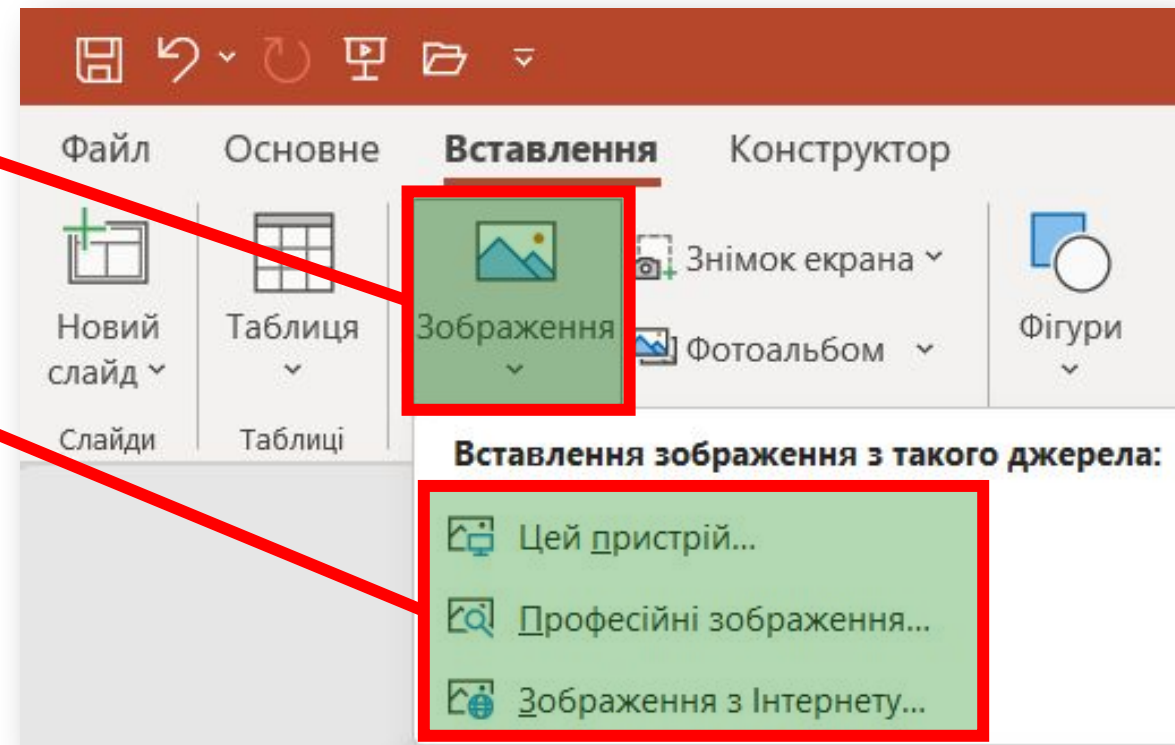 Файл Основне Вставлення Конструктор
Новий слайд
Таблиця
Зображення
Знімок екрана
Фотоальбом
Фігури
Слайди
Таблиці
Вставлення зображення з такого джерела:
Цей пристрій...
Професійні зображення...
Зображення з Інтернету...